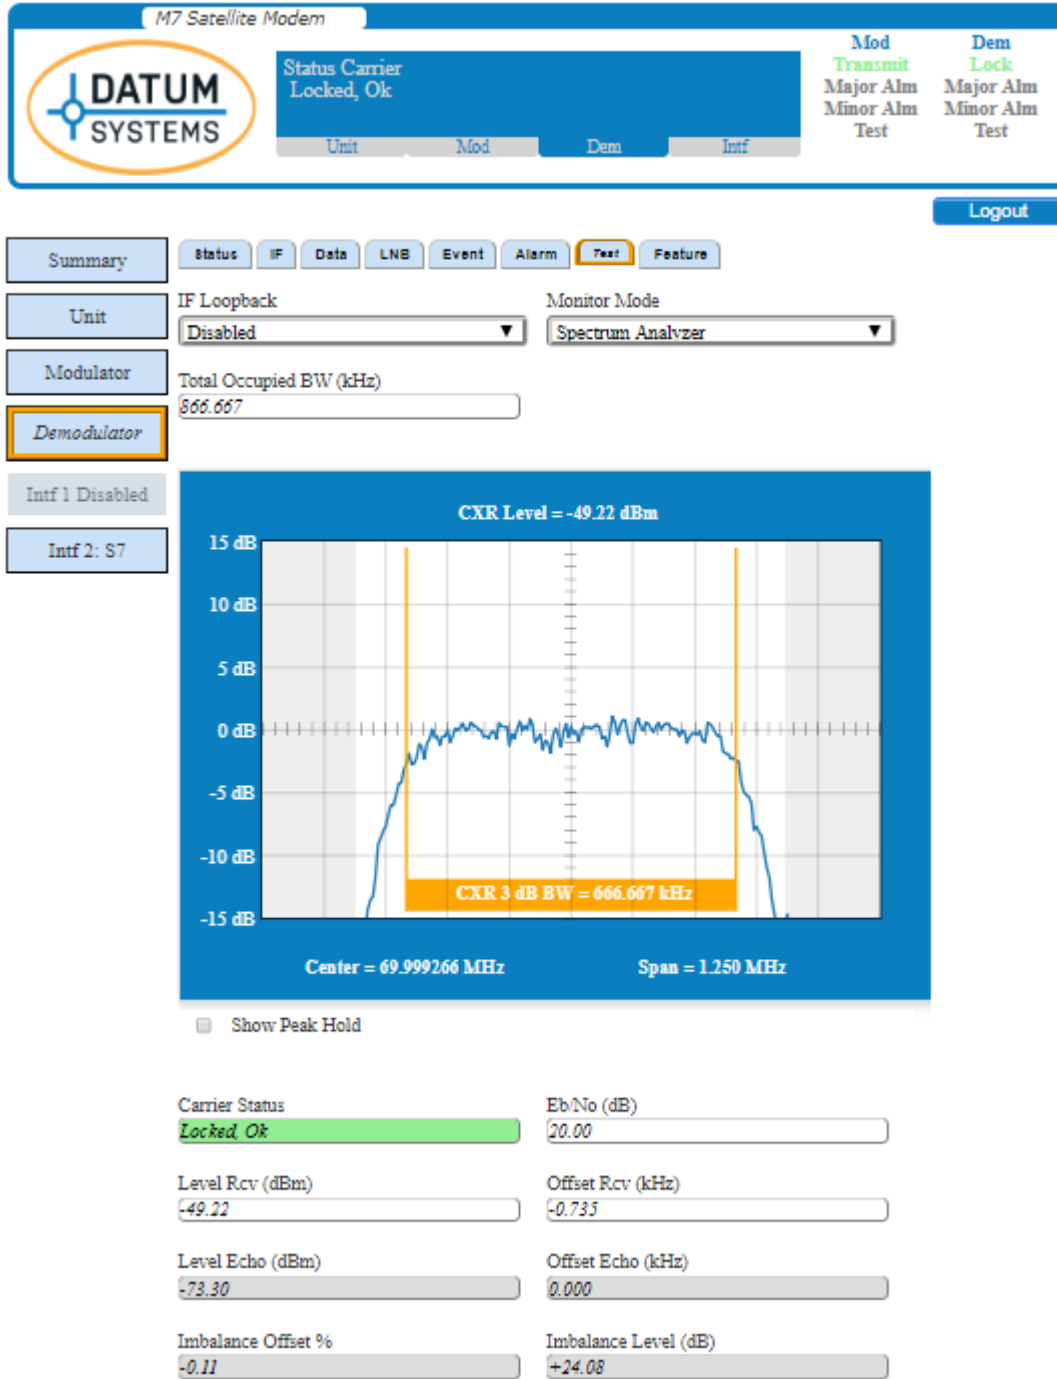 M7 Satellite Modem
DATUM
SYSTEMS
Status Carrier
Locked, Ok
Unit Mod Dem Intf
Mod Dem
Transmit Lock
Major Alm Major Alm
Minor Alm Minor Alm
Test Test
Logout
Summary
Unit
Modulator
Demodulator
Intf 1 Disabled
Intf 2: S7
Status IF Data LNB Event Alarm Test Feature
IF Loopback Monitor Mode
Disabled Spectrum Analyzer
Total Occupied BW (kHz)
866.667
CXR Level = -49.22 dBm
15 dB
10 dB
5 dB
0 dB
-5 dB
-10 dB
-15 dB
CXR 3 dB BW = 666.667 kHz
Center = 69.999266 MHz Span = 1.250 MHz
Show Peak Hold
Carrier Status Eb/No (dB)
Locked, Ok 20.00
Level Rcv (dBm) Offset Rcv (kHz)
-49.22 -0.735
Level Echo (dBm) Offset Echo (kHz)
-73.30 0.000
Imbalance Offset % Imbalance Level (dB)
-0.11 +24.08